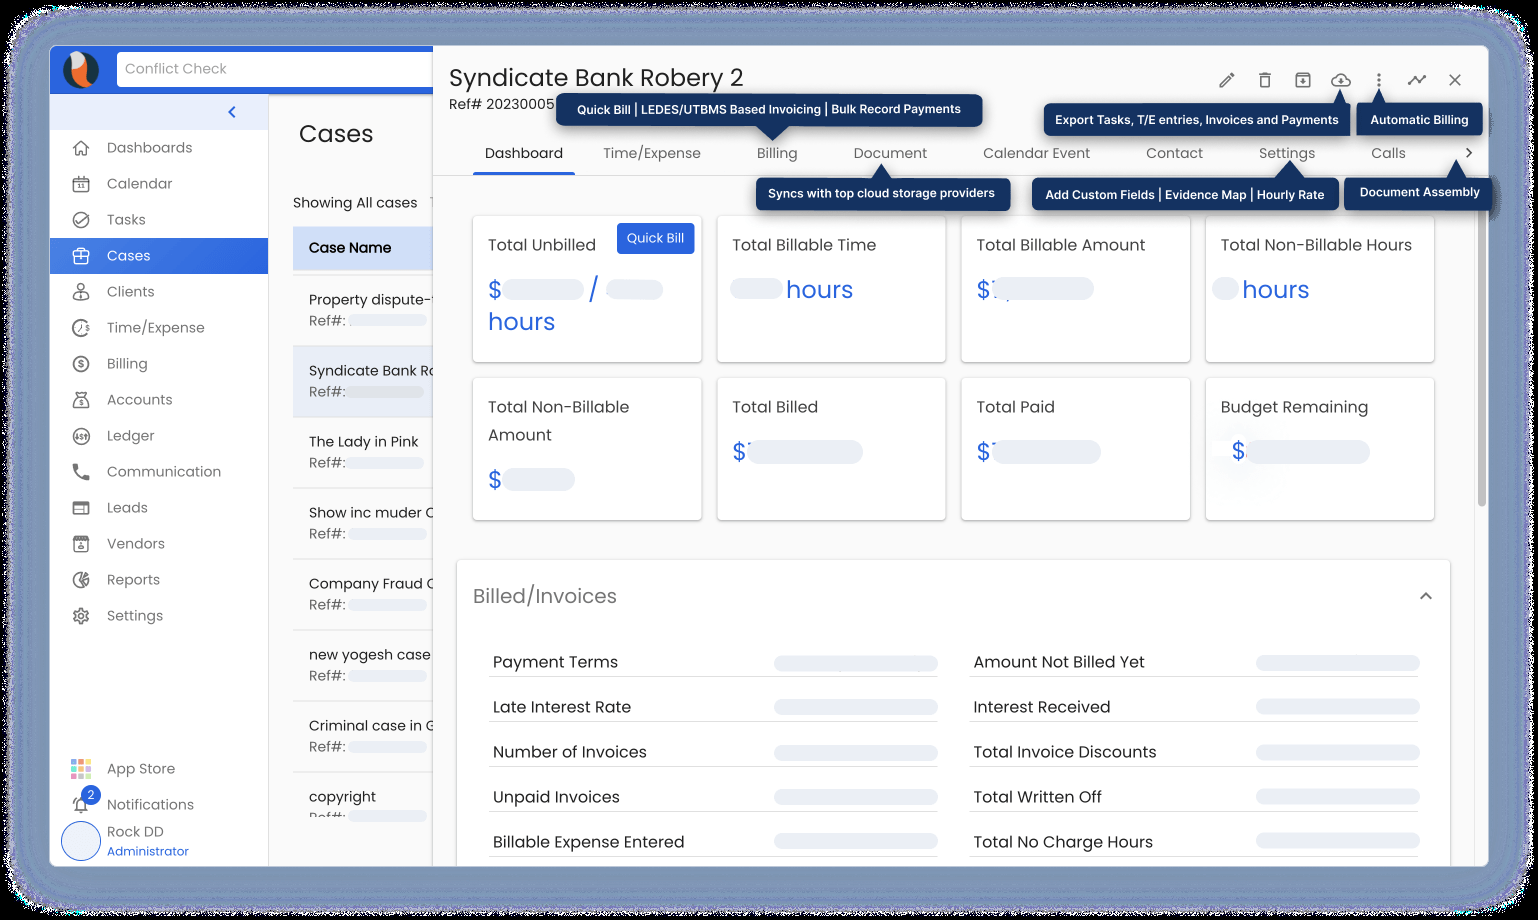 Conflict Check
Dashboards
Calendar
Tasks
Cases
Clients
Time/Expense
Billing
Accounts
Ledger
Communication
Leads
Vendors
Reports
Settings
App Store
2
Notifications
Rock DD
Administrator
Cases
Showing All cases
Case Name
Property dispute-
Ref#:
Syndicate Bank Ro
Ref#:
The Lady in Pink
Ref#:
Show inc muder
Ref#:
Company Fraud
Ref#:
new yogesh case
Ref#:
Criminal case in
Ref#:
copyright
Ref#:
Syndicate Bank Robery 2
Ref# 20230005
Quick Bill | LEDES/UTBMS Based Invoicing | Bulk Record Payments
Export Tasks, T/E entries, Invoices and Payments
Automatic Billing
Dashboard
Time/Expense
Billing
Document
Calendar Event
Contact
Settings
Calls
Syncs with top cloud storage providers
Add Custom Fields | Evidence Map | Hourly Rate
Document Assembly
Total Unbilled
Quick Bill
$ /
hours
Total Billable Time
hours
Total Billable Amount
$
Total Non-Billable Hours
hours
Total Non-Billable
Amount
$
Total Billed
$
Total Paid
$
Budget Remaining
$
Billed/Invoices
Payment Terms
Amount Not Billed Yet
Late Interest Rate
Interest Received
Number of Invoices
Total Invoice Discounts
Unpaid Invoices
Total Written Off
Billable Expense Entered
Total No Charge Hours